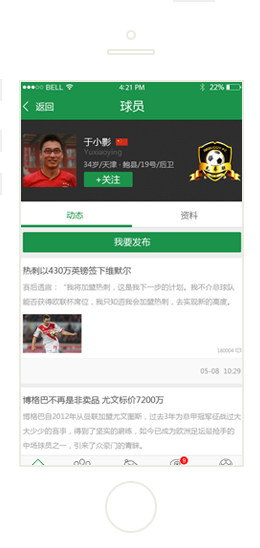 BELL 4:21 PM 22%
返回 球员
于小影
Yuxiaoying
34岁/天津·鲍县/19号/后卫
+关注
动态 资料
我要发布
热刺以430万英镑签下维默尔
赛后透底：“我将加盟热刺，这是我下一步的计划。我不介意球队
能否获得欧联杯席位，我只知道我会加盟热刺，去实现新的高度。
05-08 10:29
博格巴不再是非卖品 尤文标价7200万
博格巴自2012年从曼联加盟尤文图斯，过去3年为非甲冠军征战过大
大少少的赛事，得到了坚实的磨练，如今已成为欧洲足坛最抢手的
中场球员之一，引来了众豪门的青睐。
9